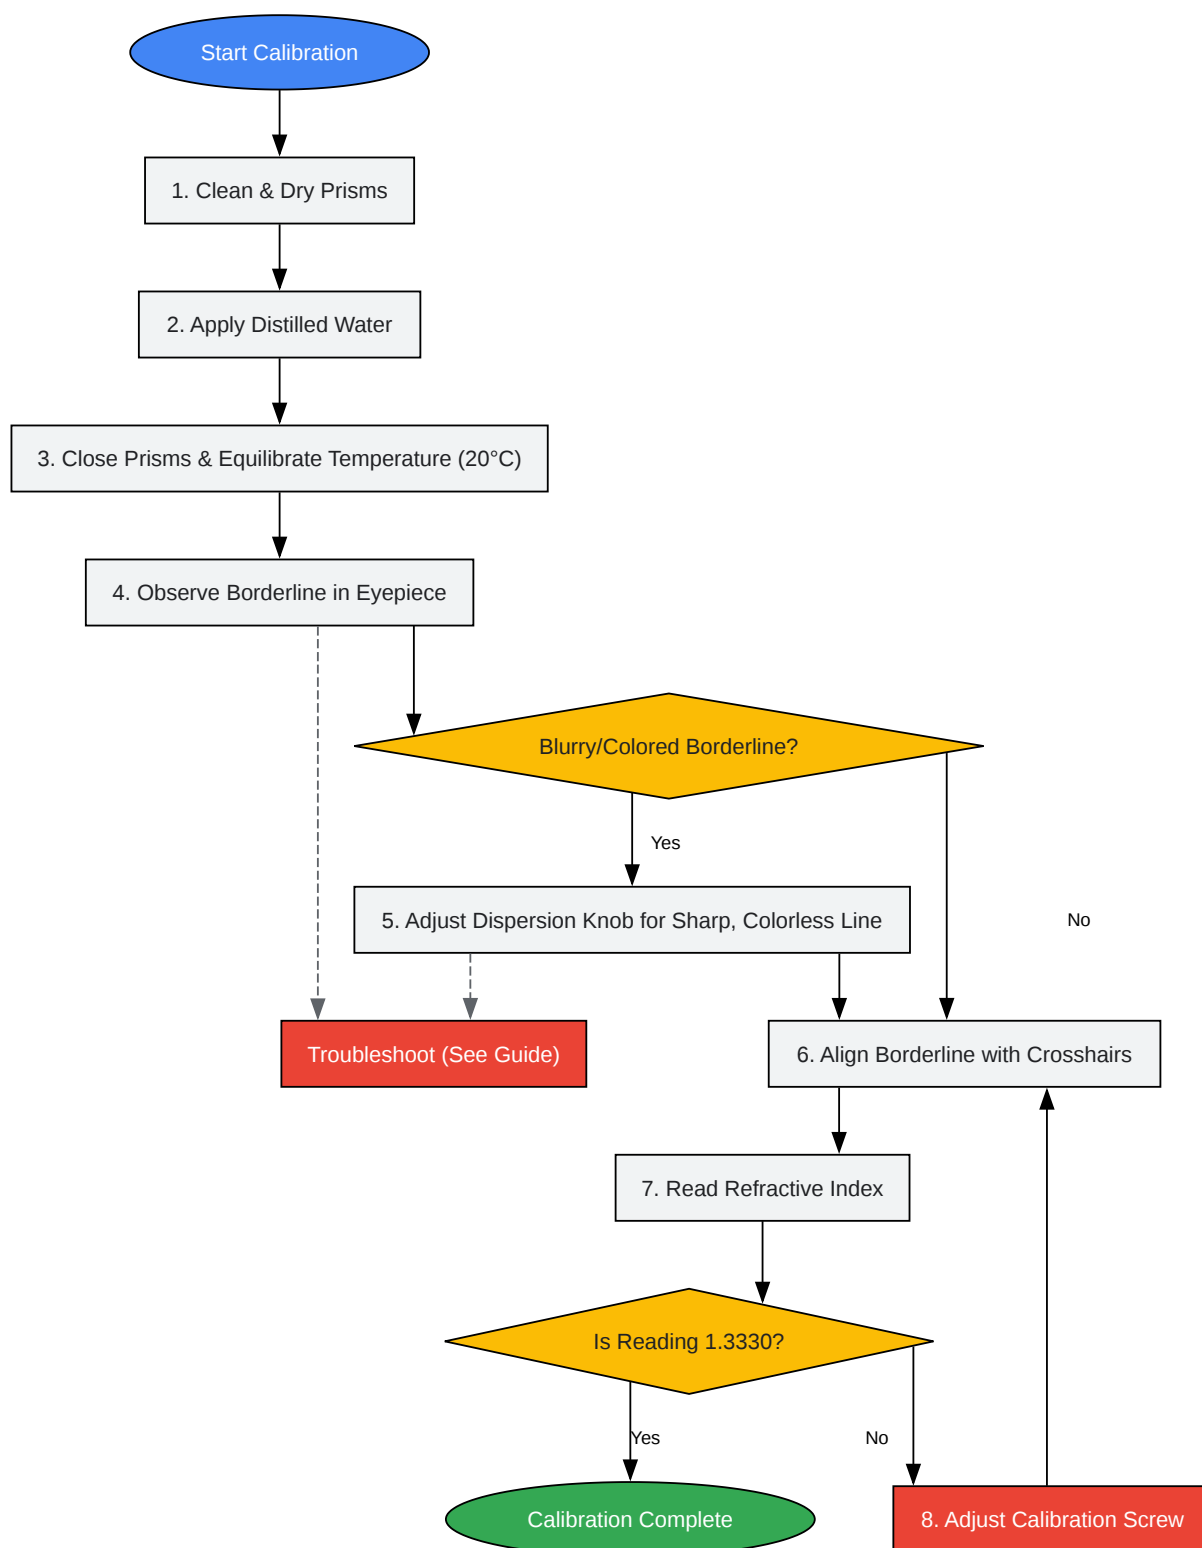 Start Calibration
1. Clean & Dry Prisms
2. Apply Distilled Water
3. Close Prisms & Equilibrate Temperature (20°C)
4. Observe Borderline in Eyepiece
Blurry/Colored Borderline?
Yes
5. Adjust Dispersion Knob for Sharp, Colorless Line
No
Troubleshoot (See Guide)
6. Align Borderline with Crosshairs
7. Read Refractive Index
Is Reading 1.3330?
Yes
No
Calibration Complete
8. Adjust Calibration Screw